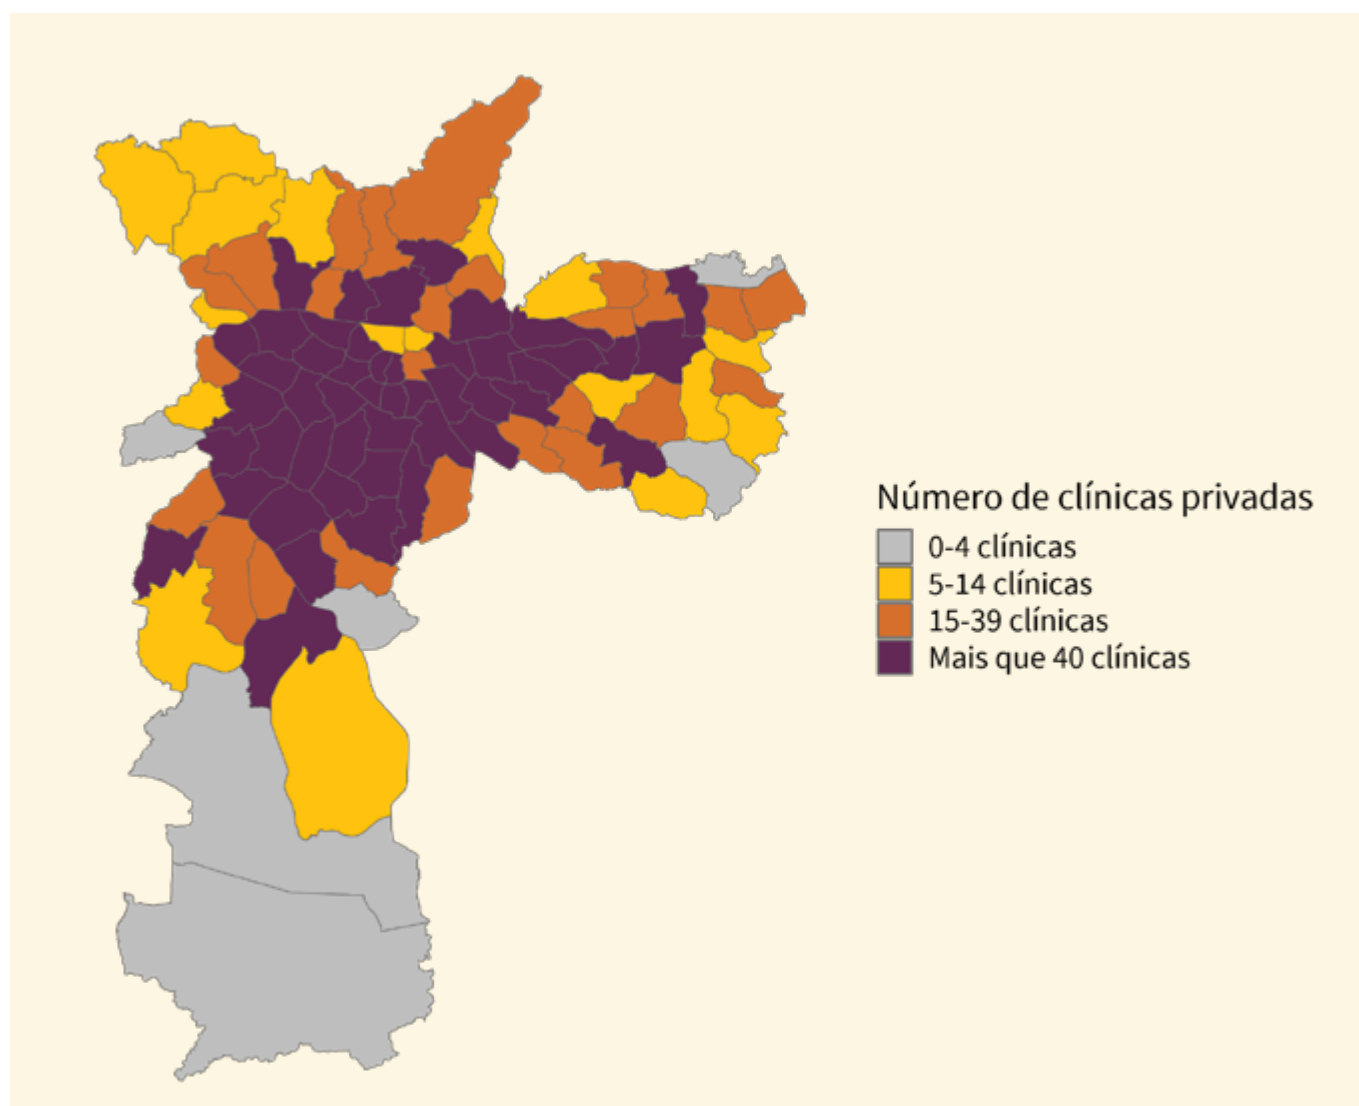 Número de clínicas privadas
0-4 clínicas
5-14 clínicas
15-39 clínicas
Mais que 40 clínicas